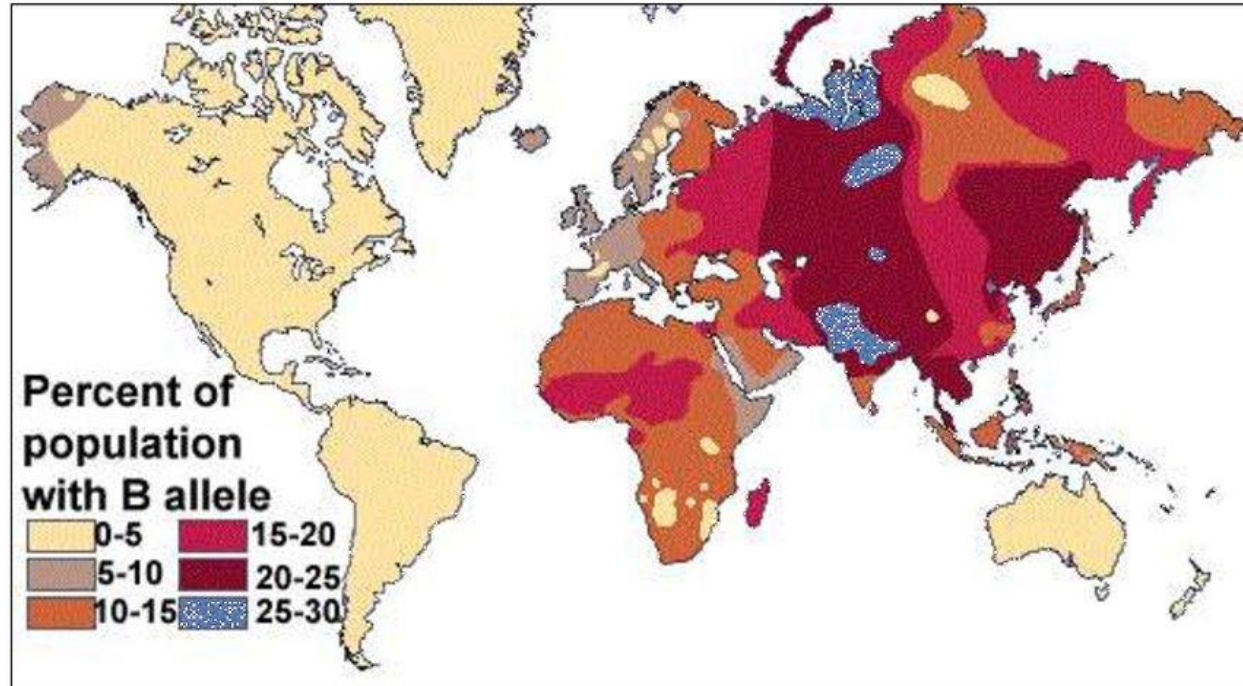 Percent of
population
with B allele
0-5 15-20
5-10 20-25
10-15 25-30